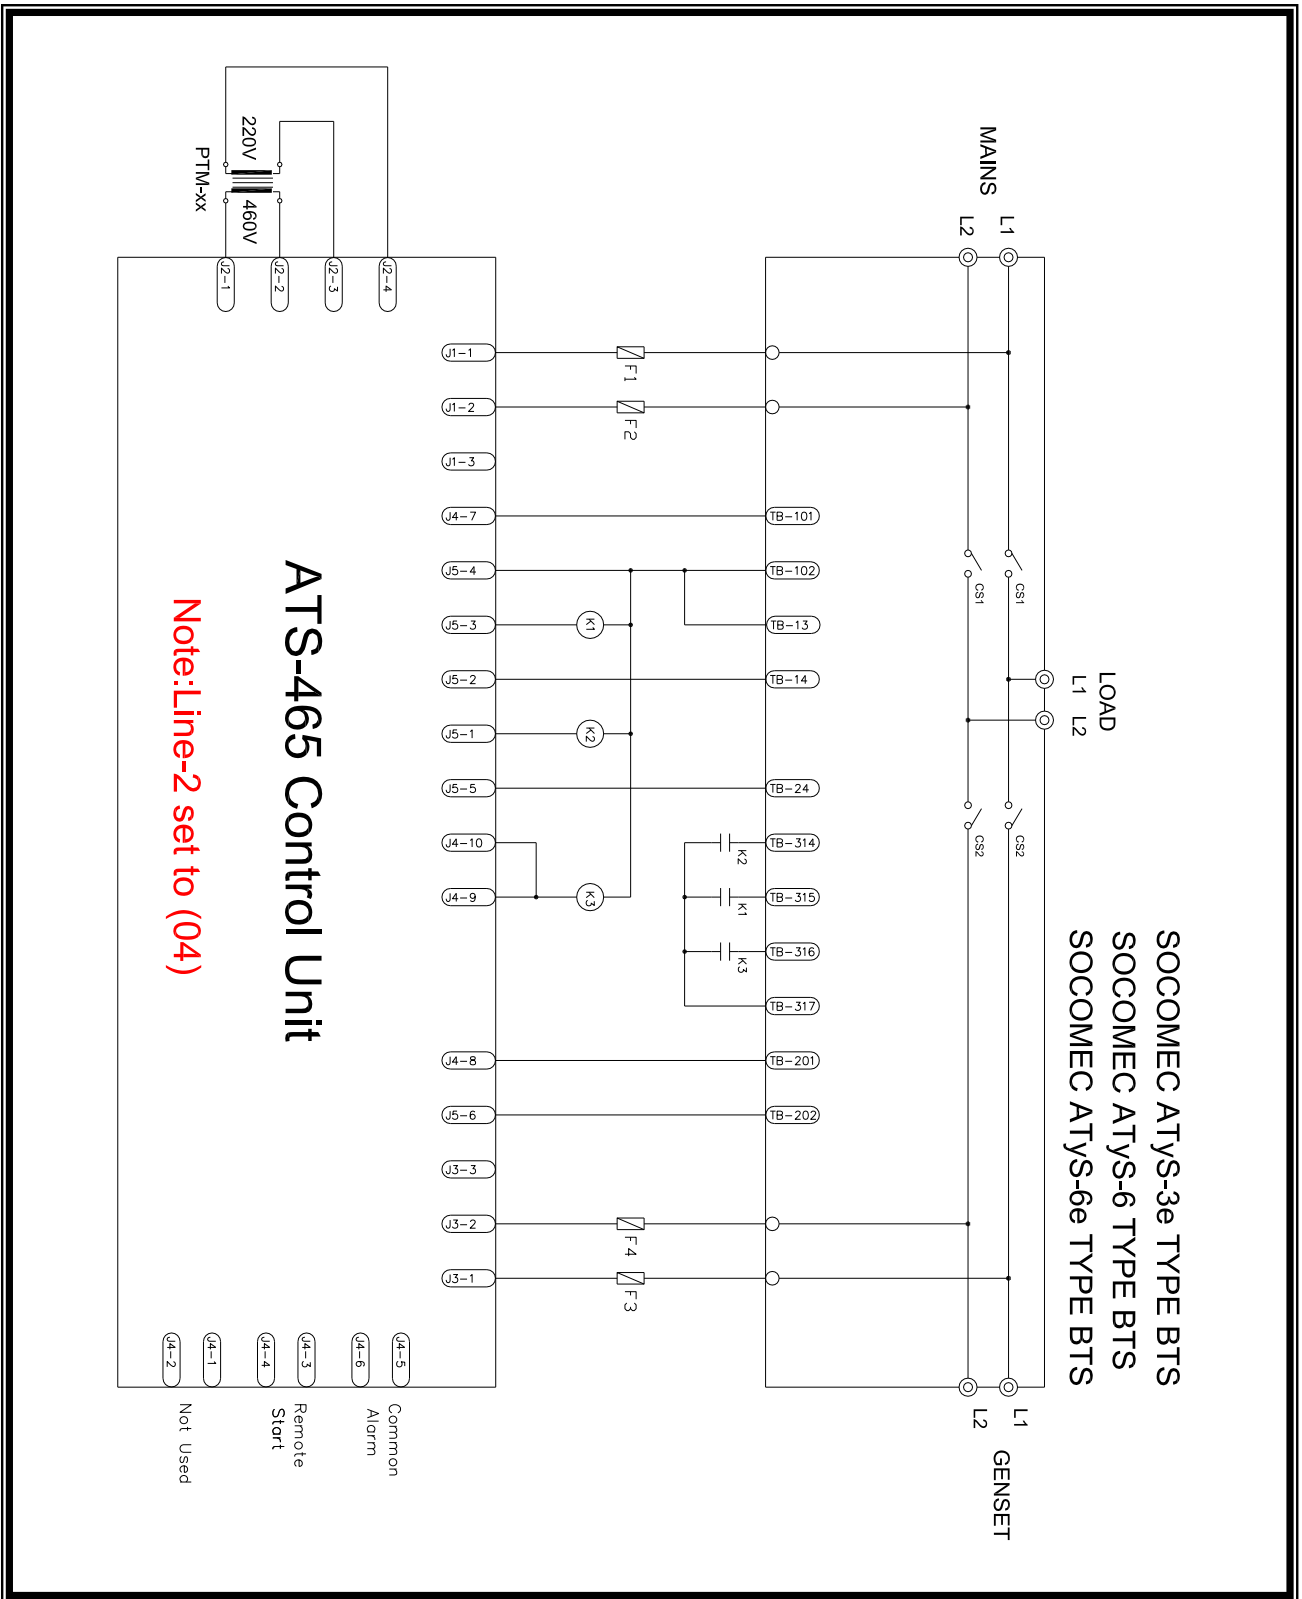 SOCOMEC ATyS-3e TYPE BTS
SOCOMEC ATyS-6 TYPE BTS
SOCOMEC ATyS-6e TYPE BTS
LOAD
L1 L2
MAINS
L1
L2
CS1
CS1
CS2
CS2
L1
L2
GENSET
TB-101
TB-102
TB-13
TB-14
TB-24
TB-314
TB-315
TB-316
TB-317
TB-201
TB-202
K2
K1
K3
F1
F2
F4
F3
K1
K2
K3
J1-1
J1-2
J1-3
J4-7
J5-4
J5-3
J5-2
J5-1
J5-5
J4-10
J4-9
J4-8
J5-6
J3-3
J3-2
J3-1
J2-4
J2-3
J2-2
J2-1
220V
460V
PTM-xx
ATS-465 Control Unit
Note:Line-2 set to (04)
J4-5
J4-6
Common
Alarm
J4-3
J4-4
Remote
Start
J4-1
J4-2
Not Used